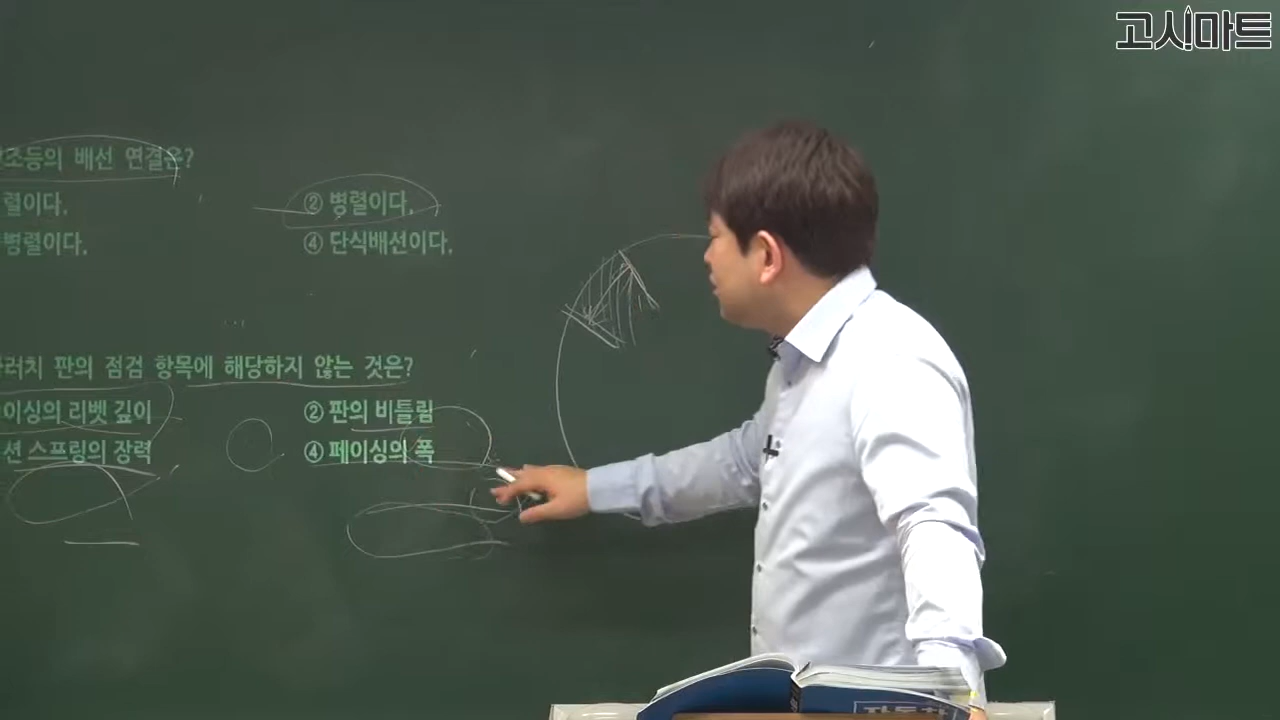 고시마트
조등의 배선 연결은?
렬이다.
② 병렬이다.
병렬이다.
④ 단식배선이다.
러치 판의 점검 항목에 해당하지 않는 것은?
이싱의 리벳 깊이
② 판의 비틀림
션 스프링의 장력
④ 페이싱의 폭